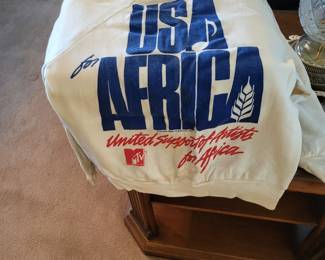 USA
for
AFRICA
United Support of Artists
for Africa
MTV